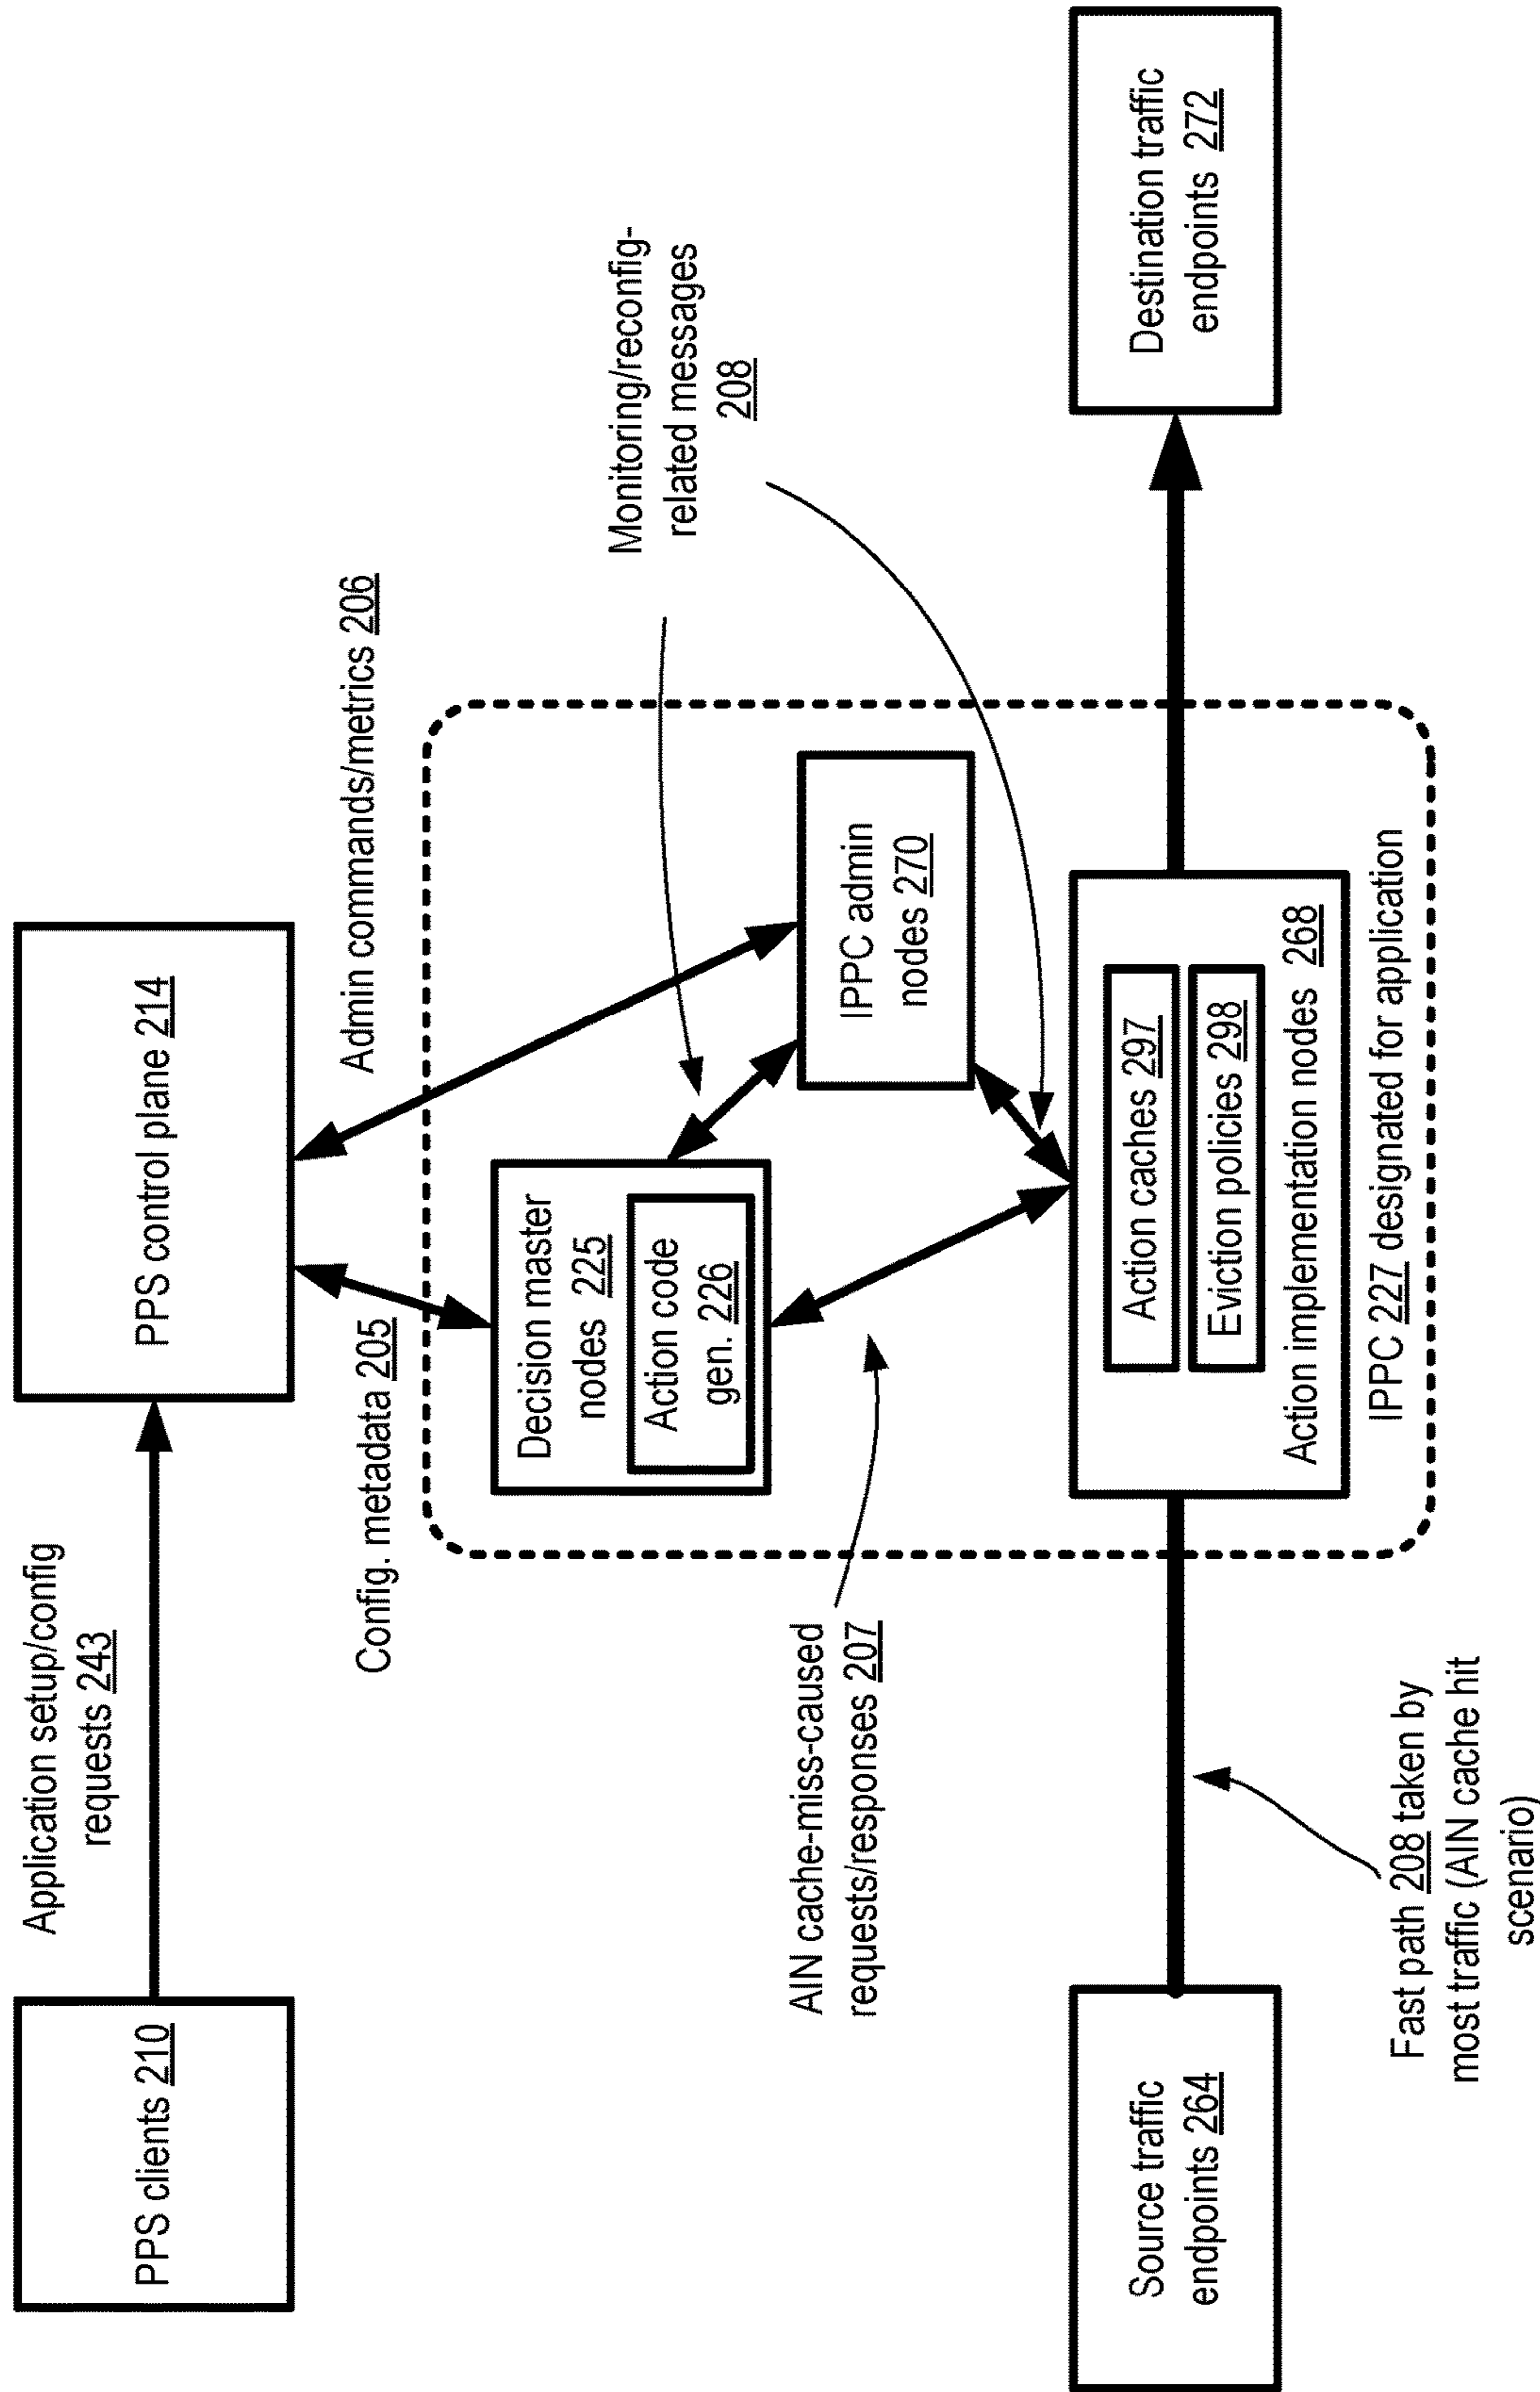 PPS clients 210
Application setup/config
requests 243
PPS control plane 214
Config. metadata 205
Admin commands/metrics 206
Decision master
nodes 225
Action code
gen. 226
IPPC admin
nodes 270
Monitoring/reconfig-
related messages
208
AIN cache-miss-caused
requests/responses 207
Source traffic
endpoints 264
Action caches 297
Eviction policies 298
Action implementation nodes 268
IPPC 227 designated for application
Destination traffic
endpoints 272
Fast path 208 taken by
most traffic (AIN cache hit
scenario)